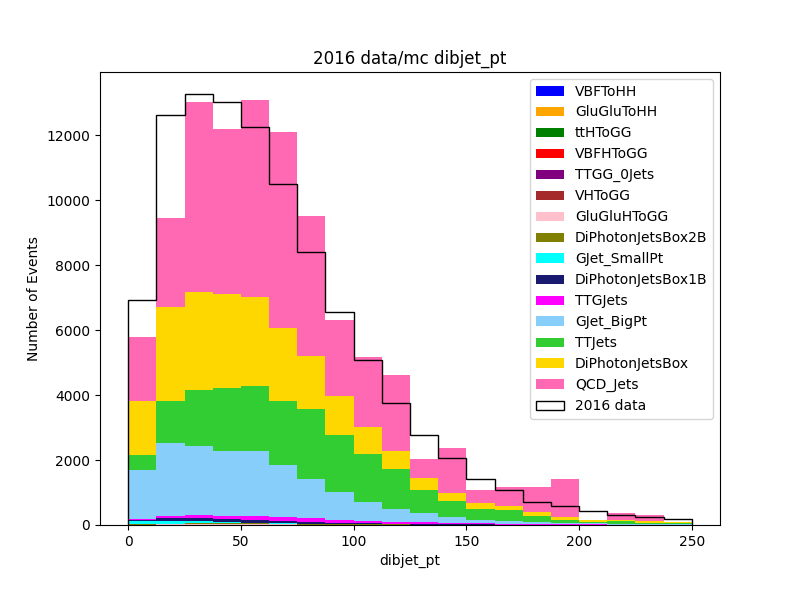 2016 data/mc dibjet_pt
Number of Events
12000
10000
8000
6000
4000
2000
0
0
50
100
150
200
250
dibjet_pt
VBFToHH
GluGluToHH
ttHToGG
VBFHToGG
TTGG_0Jets
VHToGG
GluGluHToGG
DiPhotonJetsBox2B
GJet_SmallPt
DiPhotonJetsBox1B
TTGJets
GJet_BigPt
TTJets
DiPhotonJetsBox
QCD_Jets
2016 data